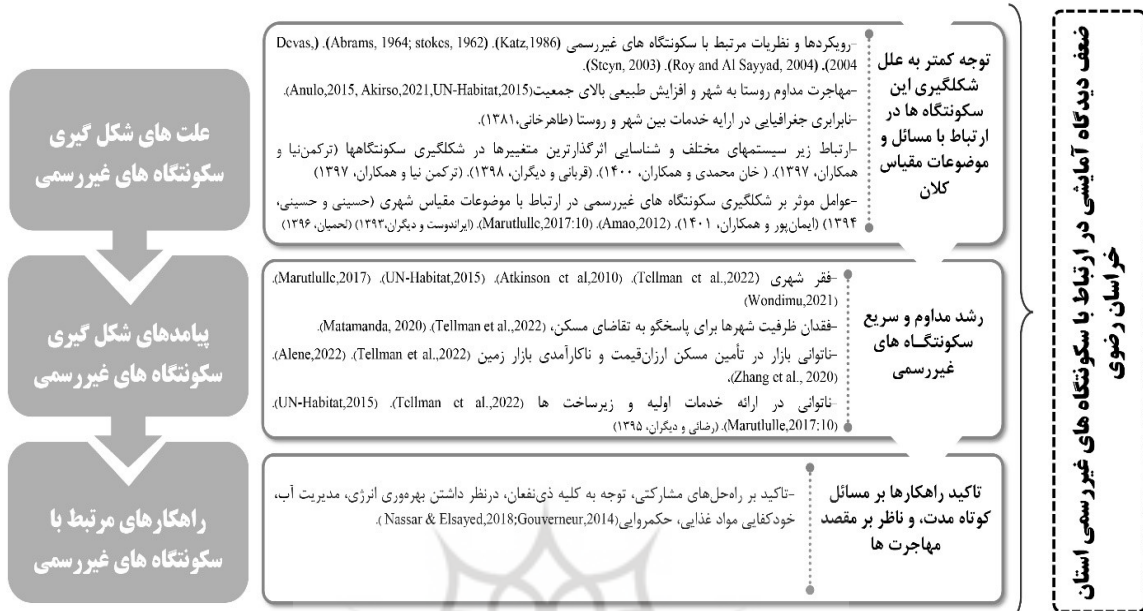 ضعف دیدگاه آمایشی در ارتباط با سکونتگاه های غیررسمی استان
خراسان رضوی
توجه کمتر به علل
شکلگیری این
سکونتگاه ها در
ارتباط با مسائل و
موضوعات مقیاس
کلان
-رویکردها و نظریات مرتبط با سکونتگاه های غیررسمی (Katz,1986). (Abrams, 1964; stokes, 1962). (Devas,
2004). (Roy and Al Sayyad, 2004). (Steyn, 2003).
-مهاجرت مداوم روستا به شهر و افزایش طبیعی بالای جمعیت(Anulo,2015, Akirso,2021,UN-Habitat,2015).
-نابرابری جغرافیایی در ارایه خدمات بین شهر و روستا (طاهرخانی،۱۳۸۱).
-ارتباط زیر سیستمهای مختلف و شناسایی اثرگذارترین متغییرها در شکلگیری سکونتگاهها (ترکمن‌نیا و
همکاران، ۱۳۹۷). ( خان محمدی و همکاران، ۱۴۰۰). (قربانی و دیگران، ۱۳۹۸). (ترکمن نیا و همکاران، ۱۳۹۷)
-عوامل موثر بر شکلگیری سکونتگاه های غیررسمی در ارتباط با موضوعات مقیاس شهری (حسینی و حسینی،
۱۳۹۴) (ایمان‌پور و همکاران، ۱۴۰۱). (Amao,2012). (Marutlulle,2017:10). (ایراندوست و دیگران،۱۳۹۳) (لحمیان، ۱۳۹۶)
علت های شکل گیری
سکونتگاه های غیررسمی
رشد مداوم و سریع
سکونتگــاه های
غیررسمی
-فقر شهری (Tellman et al.,2022). (Atkinson et al,2010). (UN-Habitat,2015). (Marutlulle,2017).
(Wondimu,2021)
-فقدان ظرفیت شهرها برای پاسخگو به تقاضای مسکن، (Tellman et al.,2022). (Matamanda, 2020).
-ناتوانی بازار در تأمین مسکن ارزان‌قیمت و ناکارآمدی بازار زمین (Tellman et al.,2022). (Alene,2022).
(Zhang et al., 2020)،
-ناتوانی در ارائه خدمات اولیه و زیرساخت ها (Tellman et al.,2022). (UN-Habitat,2015).
(Marutlulle,2017:10). (رضائی و دیگران، ۱۳۹۵)
پیامدهای شکل گیری
سکونتگاه های غیررسمی
تاکید راهکارها بر مسائل
کوتاه مدت، و ناظر بر مقصد
مهاجرت ها
-تاکید بر راه‌حل‌های مشارکتی، توجه به کلیه ذی‌نفعان، درنظر داشتن بهره‌وری انرژی، مدیریت آب،
خودکفایی مواد غذایی، حکمروایی(Nassar & Elsayed,2018;Gouverneur,2014 ).
راهکارهای مرتبط با
سکونتگاه های غیررسمی